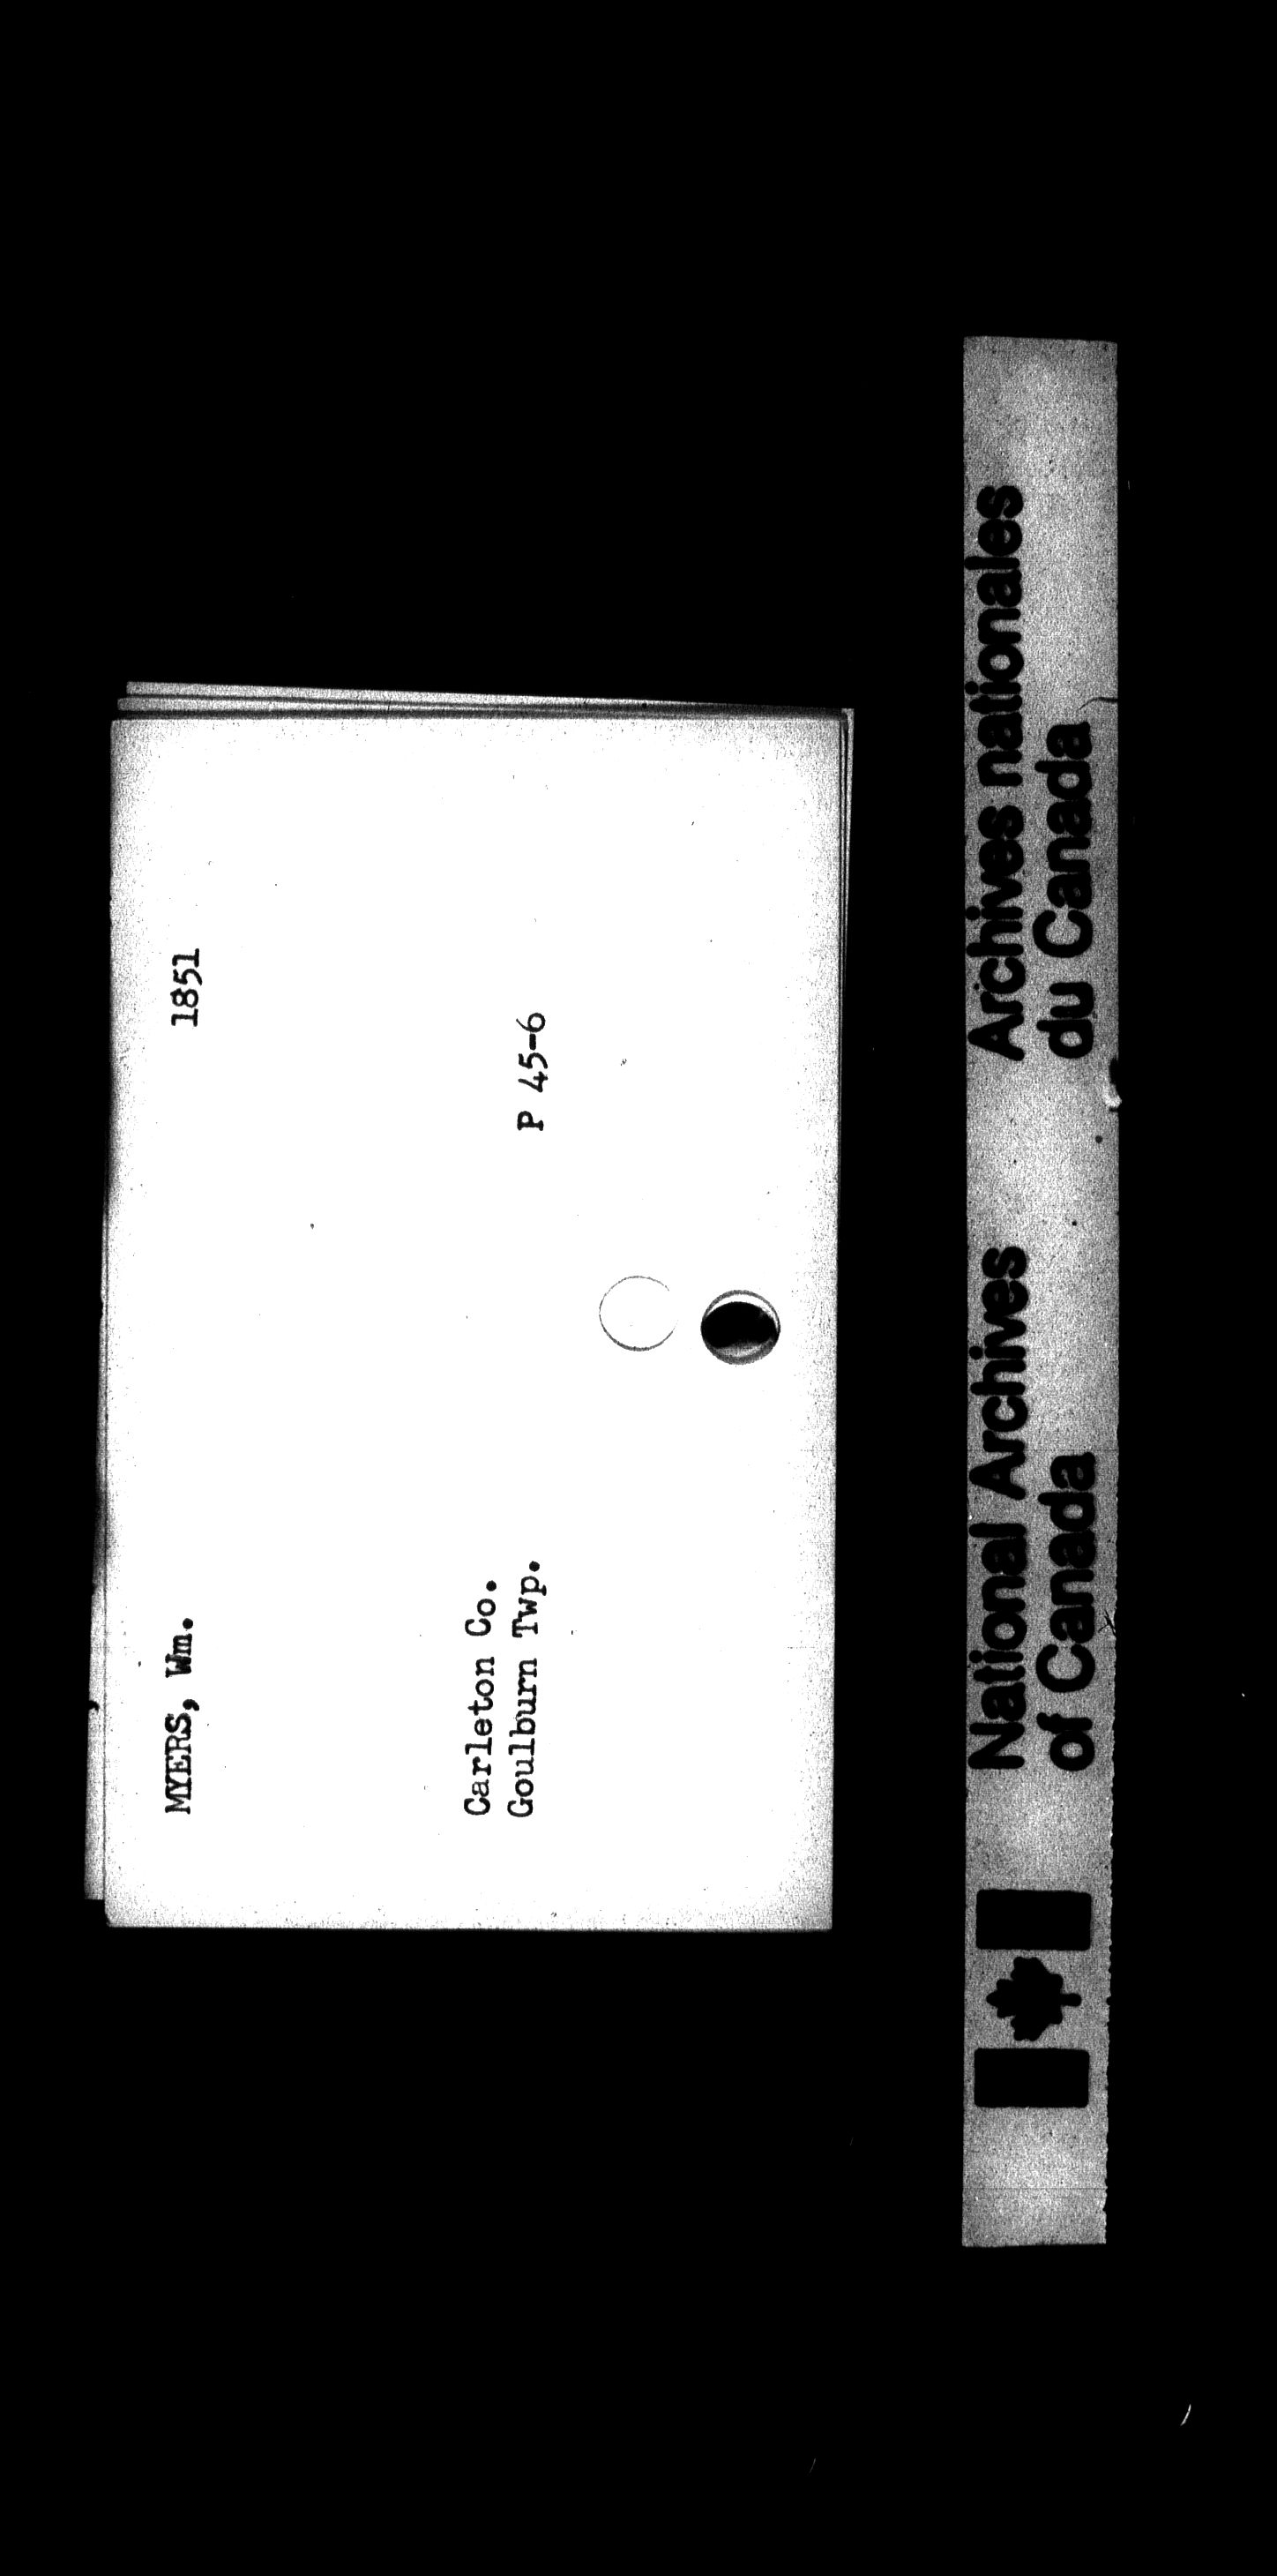 MYERS, Wm. 1851
Carleton Co.
Goulburn Twp. P 45-6
National Archives
of Canada
Archives nationales
du Canada